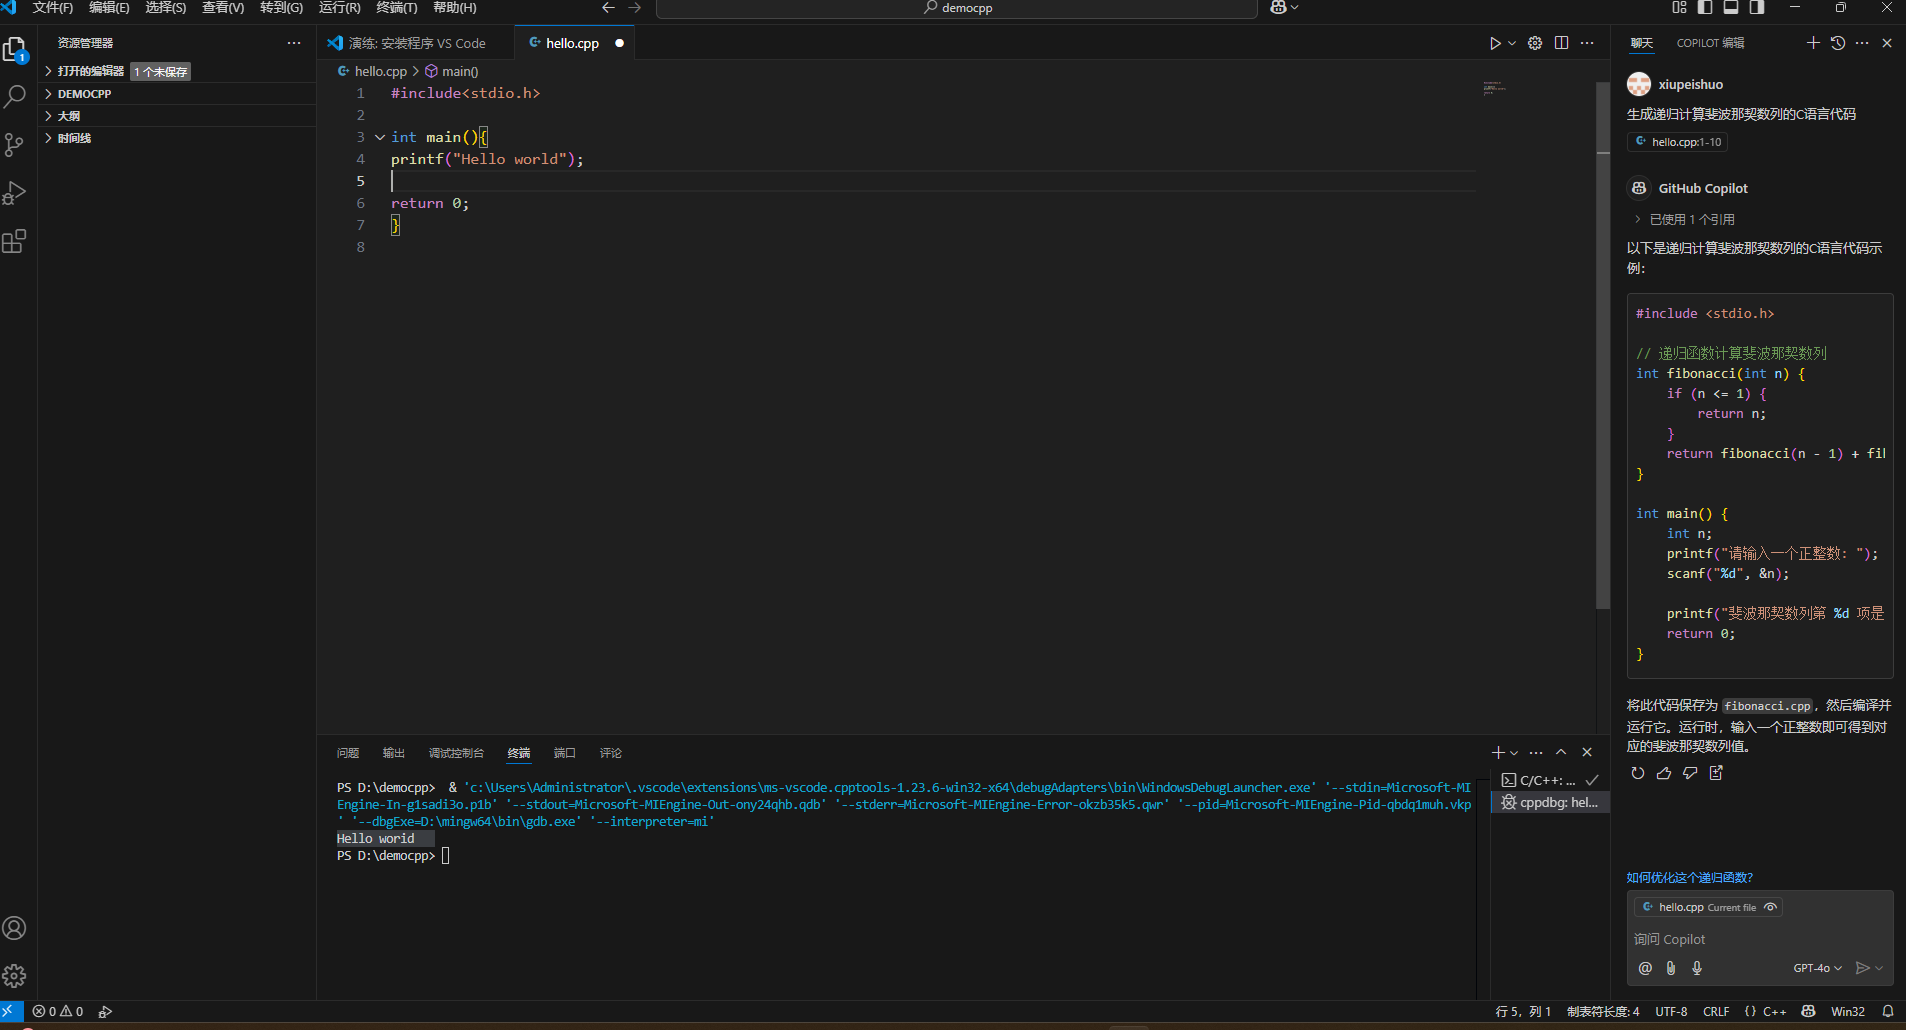 文件(F) 编辑(E) 选择(S) 查看(V) 转到(G) 运行(R) 终端(T) 帮助(H) democpp
资源管理器
1
打开的编辑器 1 个未保存
DEMOCPP
大纲
时间线
演练: 安装程序 VS Code hello.cpp
hello.cpp > main()
1 #include<stdio.h>
2
3 int main(){
4 printf("Hello world");
5
6 return 0;
7 }
8
问题 输出 调试控制台 终端 端口 评论
PS D:\democpp> & 'c:\Users\Administrator\.vscode\extensions\ms-vscode.cpptools-1.23.6-win32-x64\debugAdapters\bin\WindowsDebugLauncher.exe' '--stdin=Microsoft-MI
Engine-In-g1sadi3o.p1b' '--stdout=Microsoft-MIEngine-Out-ony24qhb.qdb' '--stderr=Microsoft-MIEngine-Error-okzb35k5.qwr' '--pid=Microsoft-MIEngine-Pid-qbdq1muh.vkp
' '--dbgExe=D:\mingw64\bin\gdb.exe' '--interpreter=mi'
Hello worid
PS D:\democpp>
C/C++: ...
cppdbg: hel...
聊天 COPILOT 编辑
xiupeishuo
生成递归计算斐波那契数列的C语言代码
hello.cpp:1-10
GitHub Copilot
已使用 1 个引用
以下是递归计算斐波那契数列的C语言代码示
例：
#include <stdio.h>
// 递归函数计算斐波那契数列
int fibonacci(int n) {
if (n <= 1) {
return n;
}
return fibonacci(n - 1) + fi
}
int main() {
int n;
printf("请输入一个正整数: ");
scanf("%d", &n);
printf("斐波那契数列第 %d 项是
return 0;
}
将此代码保存为 fibonacci.cpp，然后编译并
运行它。运行时，输入一个正整数即可得到对
应的斐波那契数列值。
如何优化这个递归函数?
hello.cpp Current file
询问 Copilot
@ GPT-4o
0 0
行 5，列 1 制表符长度: 4 UTF-8 CRLF {} C++ Win32